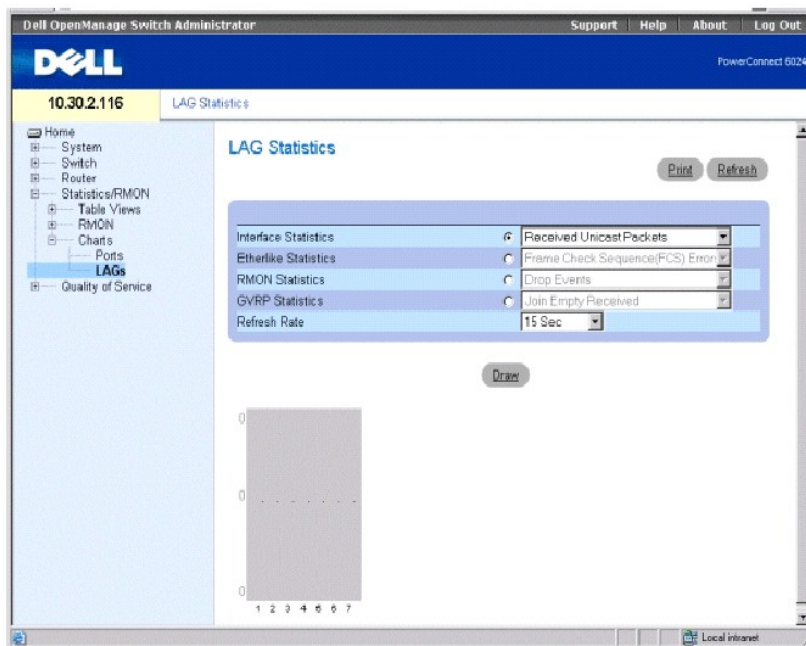 Dell OpenManage Switch Administrator Support Help About Log Out
DELL
PowerConnect 6024
10.30.2.116 LAG Statistics
Home
System
Switch
Router
Statistics/RMON
Table Views
RMON
Charts
Ports
LAGs
Quality of Service
LAG Statistics
Print Refresh
Interface Statistics Received Unicast Packets
Etherlike Statistics Frame Check Sequence(FCS) Errors
RMON Statistics Drop Events
GVRP Statistics Join Empty Received
Refresh Rate 15 Sec
Draw
0
0
0
1 2 3 4 5 6 7
Local intranet